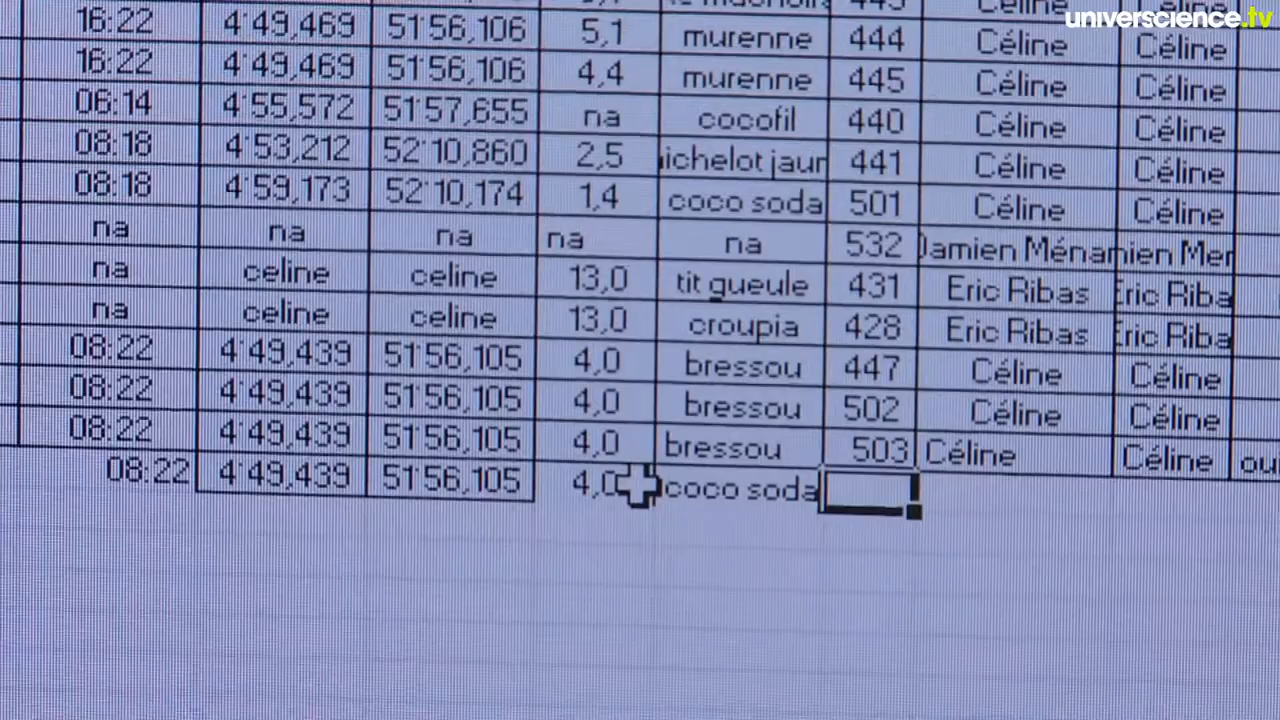 universcience.tv
16:22 4°49,469 51°56,106 5,1 murenne 444 Céline Céline
16:22 4°49,469 51°56,106 4,4 murenne 445 Céline Céline
06:14 4°55,572 51°57,655 na cocofil 440 Céline Céline
08:18 4°53,212 52°10,860 2,5 ichelot jaur 441 Céline Céline
08:18 4°59,173 52°10,174 1,4 coco soda 501 Céline Céline
na na na na na 532 Damien Ménar mien Mer
na celine celine 13,0 tit gueule 431 Eric Ribas Eric Riba
na celine celine 13,0 croupia 428 Eric Ribas Eric Riba
08:22 4°49,439 51°56,105 4,0 bressou 447 Céline Céline
08:22 4°49,439 51°56,105 4,0 bressou 502 Céline Céline
08:22 4°49,439 51°56,105 4,0 bressou 503 Céline Céline oui
08:22 4°49,439 51°56,105 4,0 coco soda